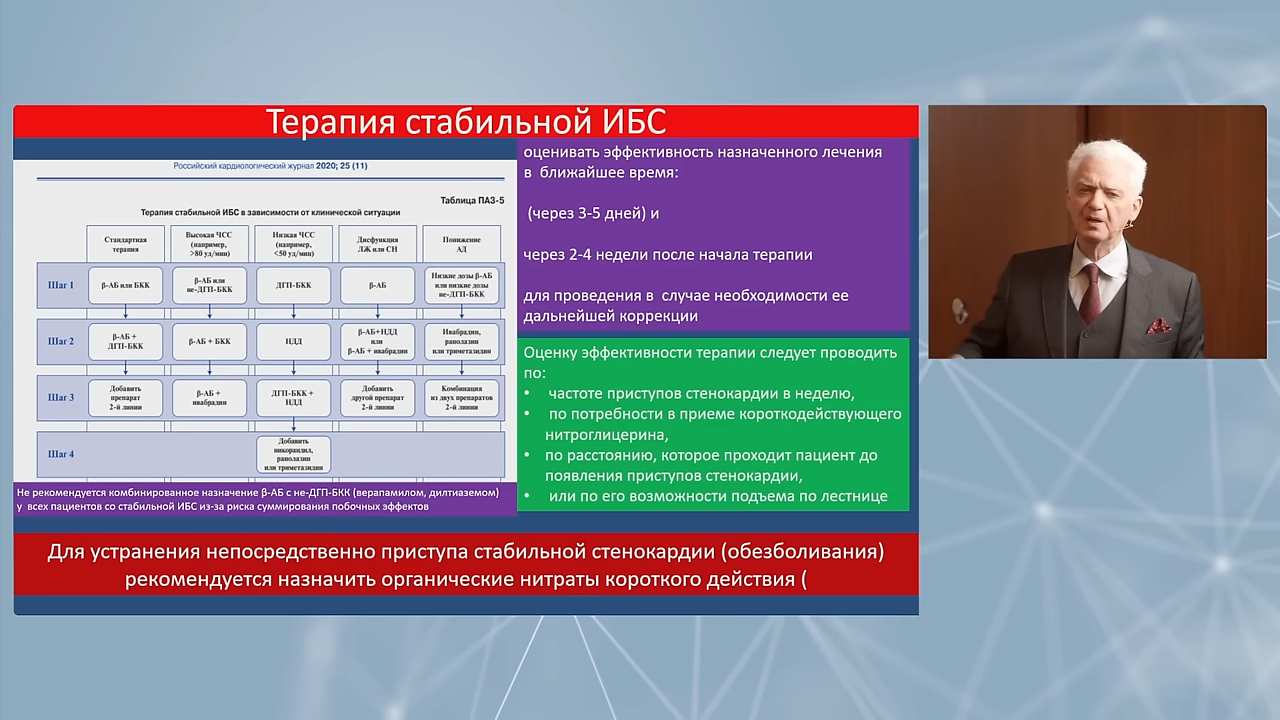 Терапия стабильной ИБС
Российский кардиологический журнал 2020; 25 (11)
Таблица ПА3-5
Терапия стабильной ИБС в зависимости от клинической ситуации
Стандартная
терапия
Высокая ЧСС
(например,
>80 уд/мин)
Низкая ЧСС
(например,
<50 уд/мин)
Дисфункция
ЛЖ или СН
Понижение
АД
Шаг 1
β-АБ или БКК
β-АБ или
не-ДГП-БКК
ДГП-БКК
β-АБ
Низкие дозы β-АБ
или низкие дозы
не-ДГП-БКК
Шаг 2
β-АБ +
ДГП-БКК
β-АБ + БКК
НДД
β-АБ+НДД
или
β-АБ + ивабрадин
Ивабрадин,
ранолазин
или триметазидин
Шаг 3
Добавить
препарат
2-й линии
β-АБ +
ивабрадин
ДГП-БКК +
НДД
Добавить
другой препарат
2-й линии
Комбинация
из двух препаратов
2-й линии
Шаг 4
Добавить
никорандил,
ранолазин
или триметазидин
Не рекомендуется комбинированное назначение β-АБ с не-ДГП-БКК (верапамилом, дилтиаземом)
у всех пациентов со стабильной ИБС из-за риска суммирования побочных эффектов
оценивать эффективность назначенного лечения
в ближайшее время:
(через 3-5 дней) и
через 2-4 недели после начала терапии
для проведения в случае необходимости ее
дальнейшей коррекции
Оценку эффективности терапии следует проводить
по:
• частоте приступов стенокардии в неделю,
• по потребности в приеме короткодействующего
нитроглицерина,
• по расстоянию, которое проходит пациент до
появления приступов стенокардии,
• или по его возможности подъема по лестнице
Для устранения непосредственно приступа стабильной стенокардии (обезболивания)
рекомендуется назначить органические нитраты короткого действия (